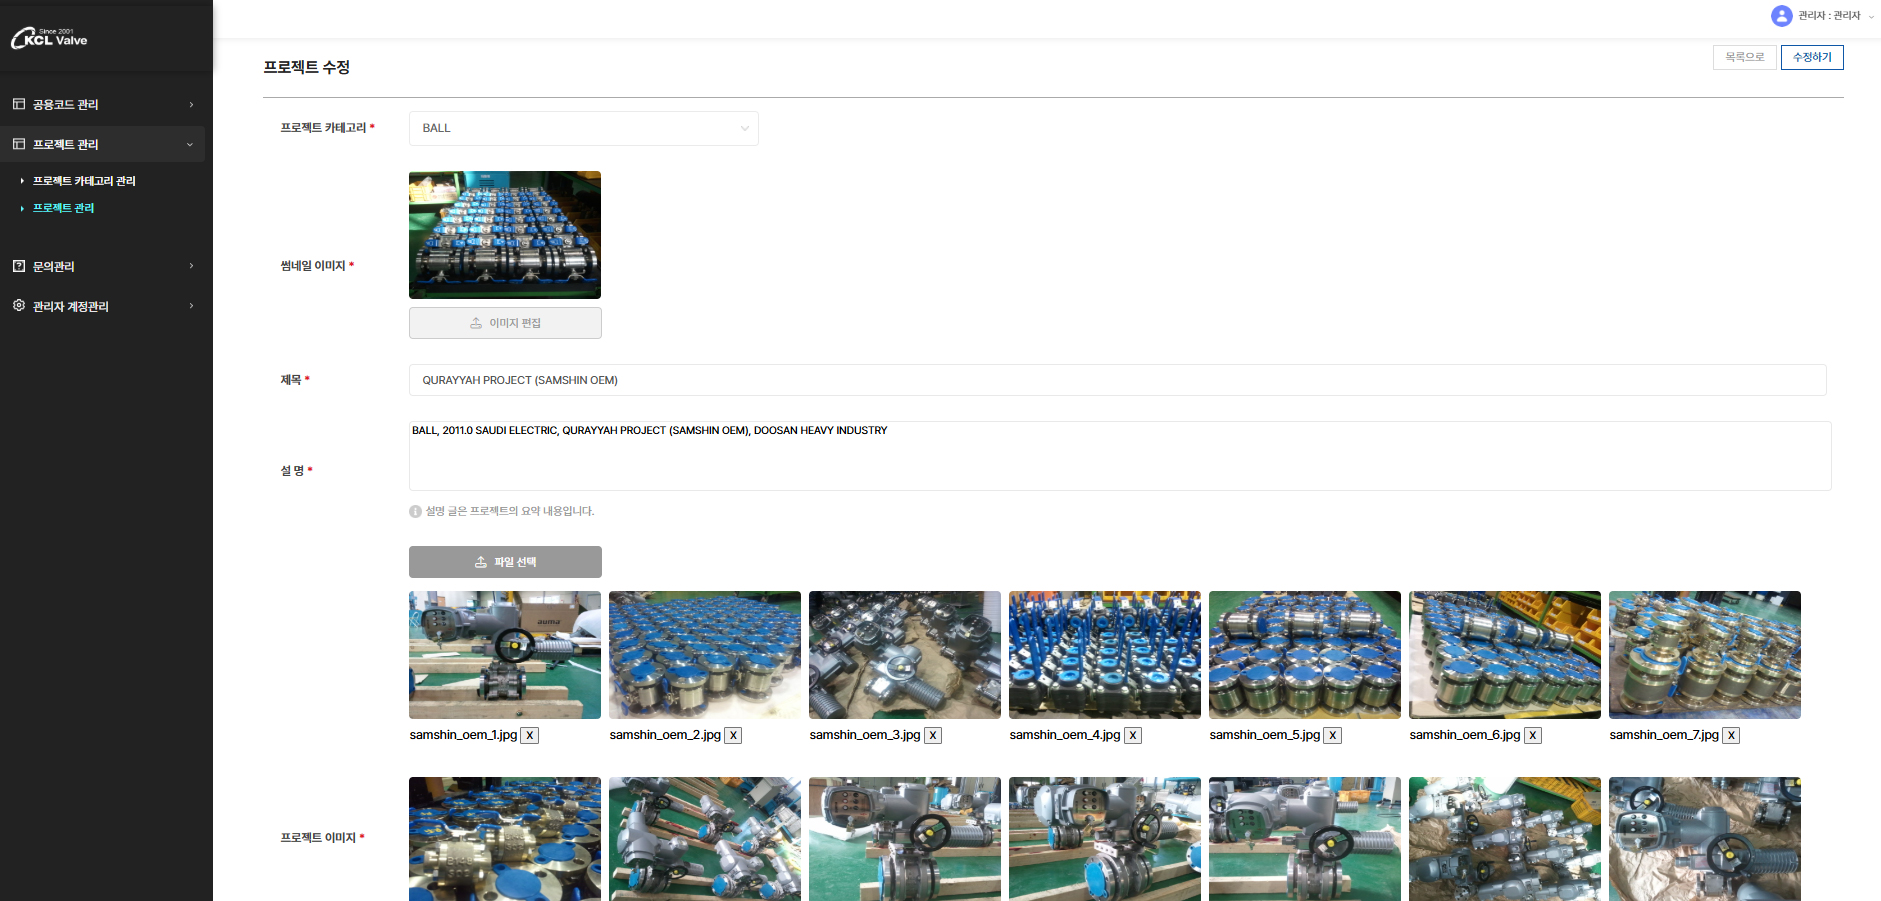 Since 2001
KCL Valve
관리자 : 관리자
공용코드 관리
프로젝트 관리
프로젝트 카테고리 관리
프로젝트 관리
문의관리
관리자 계정관리
프로젝트 수정
목록으로
수정하기
프로젝트 카테고리 *
BALL
썸네일 이미지 *
이미지 편집
제목 *
QURAYYAH PROJECT (SAMSHIN OEM)
설 명 *
BALL, 2011.0 SAUDI ELECTRIC, QURAYYAH PROJECT (SAMSHIN OEM), DOOSAN HEAVY INDUSTRY
설명 글은 프로젝트의 요약 내용입니다.
파일 선택
auma
samshin_oem_1.jpg X
samshin_oem_2.jpg X
samshin_oem_3.jpg X
samshin_oem_4.jpg X
samshin_oem_5.jpg X
samshin_oem_6.jpg X
samshin_oem_7.jpg X
프로젝트 이미지 *